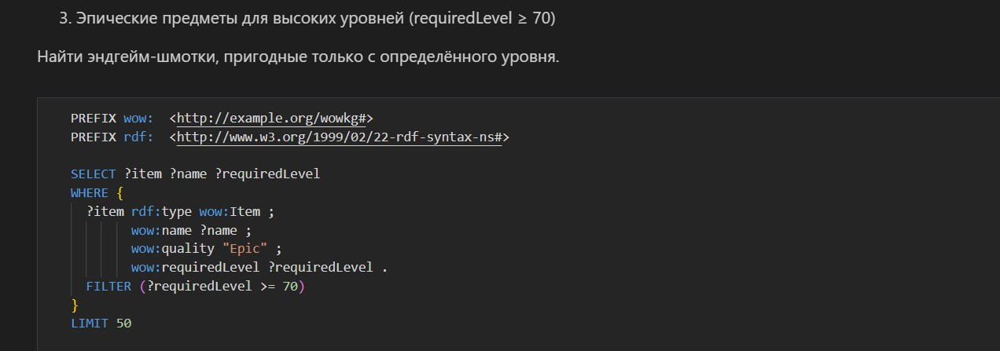 3. Эпические предметы для высоких уровней (requiredLevel ≥ 70)
Найти эндгейм-шмотки, пригодные только с определённого уровня.
PREFIX wow:  <http://example.org/wowkg#>
PREFIX rdf:  <http://www.w3.org/1999/02/22-rdf-syntax-ns#>
SELECT ?item ?name ?requiredLevel
WHERE {
  ?item rdf:type wow:Item ;
        wow:name ?name ;
        wow:quality "Epic" ;
        wow:requiredLevel ?requiredLevel .
  FILTER (?requiredLevel >= 70)
}
LIMIT 50